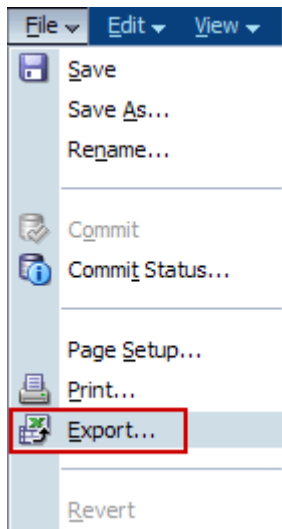 File Edit View
Save
Save As...
Rename...
Commit
Commit Status...
Page Setup...
Print...
Export...
Revert